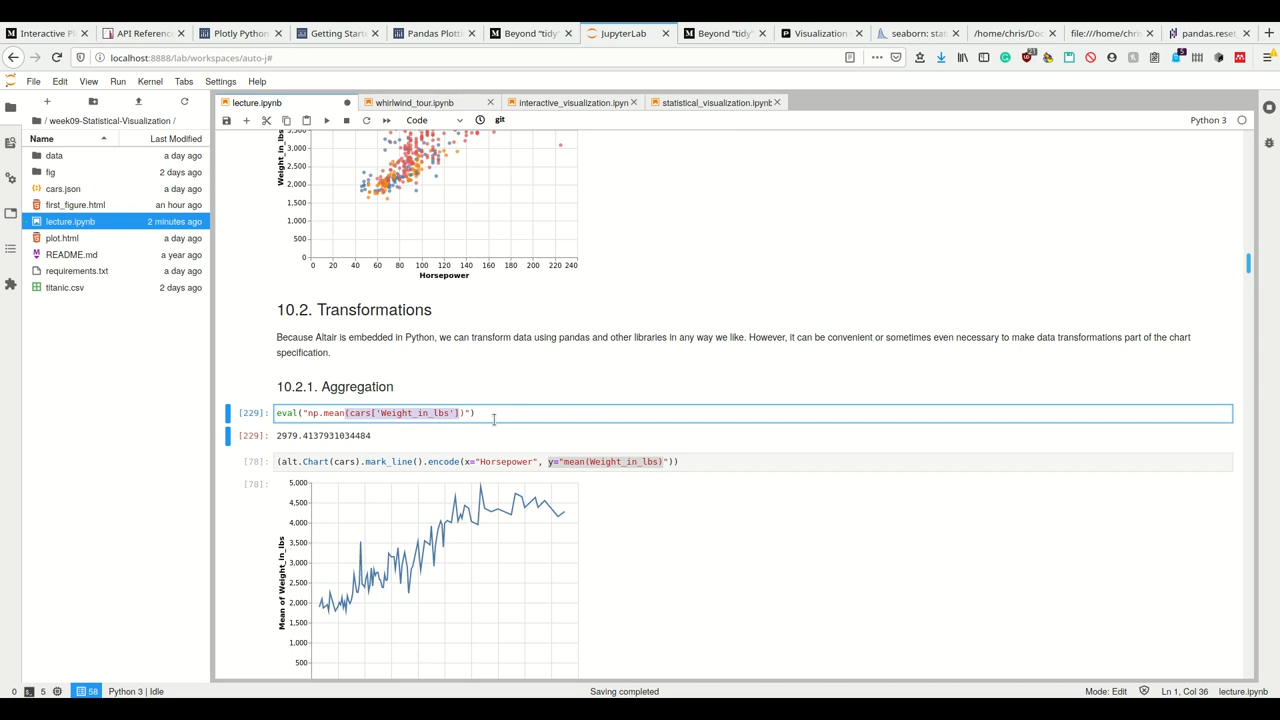 Interactive Pl
API Reference
Plotly Python
Getting Starte
Pandas Plotti
Beyond "tidy"
JupyterLab
Beyond "tidy"
Visualization
seaborn: stat
/home/chris/Doc
file:///home/chris
pandas.reset_
localhost:8888/lab/workspaces/auto-j#
File Edit View Run Kernel Tabs Settings Help
lecture.ipynb
whirlwind_tour.ipynb
interactive_visualization.ipyn
statistical_visualization.ipynb
/ week09-Statistical-Visualization /
Code
git
Python 3
Name Last Modified
data a day ago
fig 2 days ago
cars.json a day ago
first_figure.html an hour ago
lecture.ipynb 2 minutes ago
plot.html a day ago
README.md a year ago
requirements.txt a day ago
titanic.csv 2 days ago
3,500
3,000
2,500
2,000
1,500
1,000
500
0
Weight_in_lbs
0 20 40 60 80 100 120 140 160 180 200 220 240
Horsepower
10.2. Transformations
Because Altair is embedded in Python, we can transform data using pandas and other libraries in any way we like. However, it can be convenient or sometimes even necessary to make data transformations part of the chart
specification.
10.2.1. Aggregation
[229]: eval("np.mean(cars['Weight_in_lbs'])")
[229]: 2979.4137931034484
[78]: (alt.Chart(cars).mark_line().encode(x="Horsepower", y="mean(Weight_in_lbs)"))
[78]:
5,000
4,500
4,000
3,500
3,000
2,500
2,000
1,500
1,000
500
Mean of Weight_in_lbs
0 5 58 Python 3 | Idle
Saving completed
Mode: Edit Ln 1, Col 36 lecture.ipynb